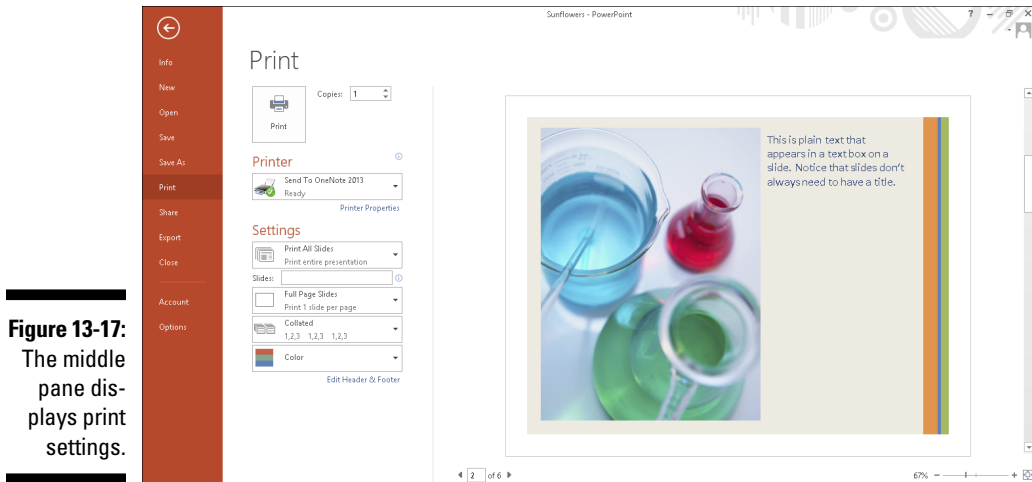 Sunflowers - PowerPoint
?
Info
New
Open
Save
Save As
Print
Share
Export
Close
Account
Options
Print
Copies: 1
Print
Printer
Send To OneNote 2013
Ready
Printer Properties
Settings
Print All Slides
Print entire presentation
Slides:
Full Page Slides
Print 1 slide per page
Collated
1,2,3 1,2,3 1,2,3
Color
Edit Header & Footer
This is plain text that
appears in a text box on a
slide. Notice that slides don't
always need to have a title.
2 of 6
67%
Figure 13-17:
The middle
pane dis-
plays print
settings.